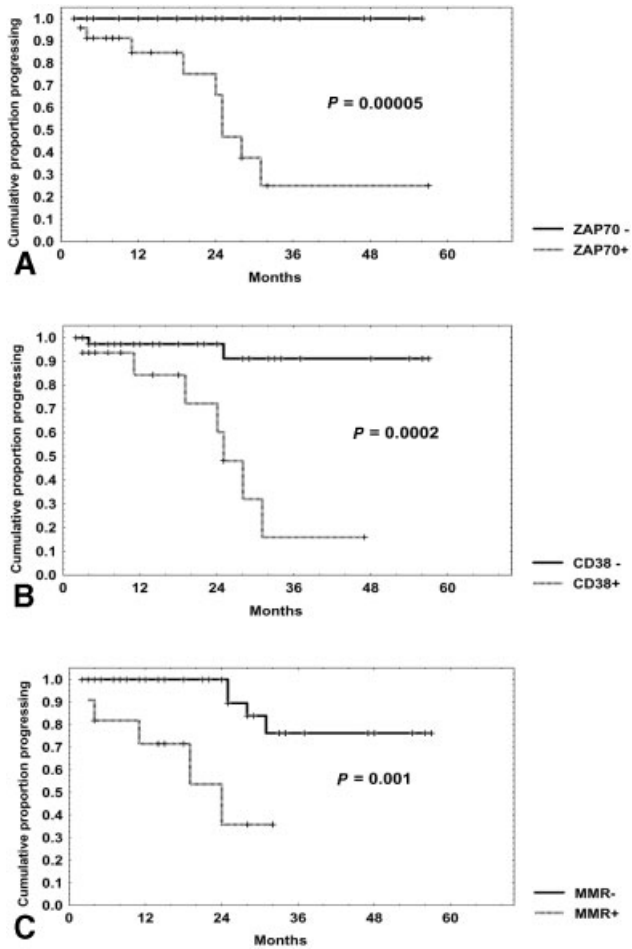 Cumulative proportion progressing
1.0
0.9
0.8
0.7
0.6
0.5
0.4
0.3
0.2
0.1
0.0
P = 0.00005
0 12 24 36 48 60
Months
ZAP70 -
ZAP70+
A
Cumulative proportion progressing
1.0
0.9
0.8
0.7
0.6
0.5
0.4
0.3
0.2
0.1
0.0
P = 0.0002
0 12 24 36 48 60
Months
CD38 -
CD38+
B
Cumulative proportion progressing
1.0
0.9
0.8
0.7
0.6
0.5
0.4
0.3
0.2
0.1
0.0
P = 0.001
0 12 24 36 48 60
Months
MMR-
MMR+
C